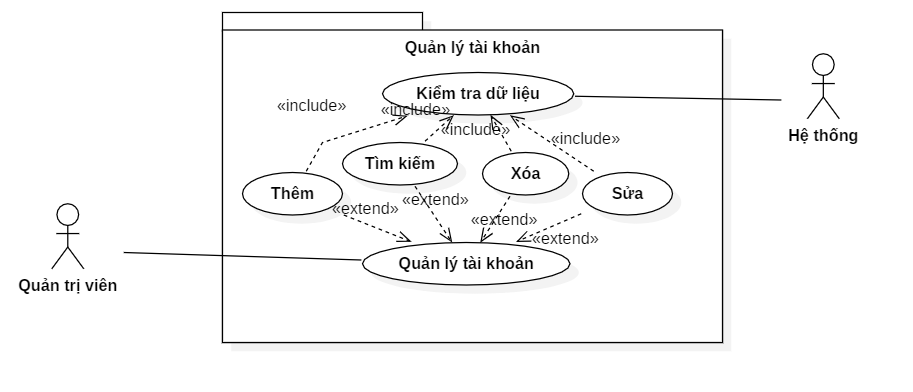 Quản lý tài khoản
Kiểm tra dữ liệu
«include»
«include»
«include»
«include»
Hệ thống
Tìm kiếm
Xóa
Thêm
Sửa
«extend»
«extend»
«extend»
«extend»
Quản lý tài khoản
Quản trị viên